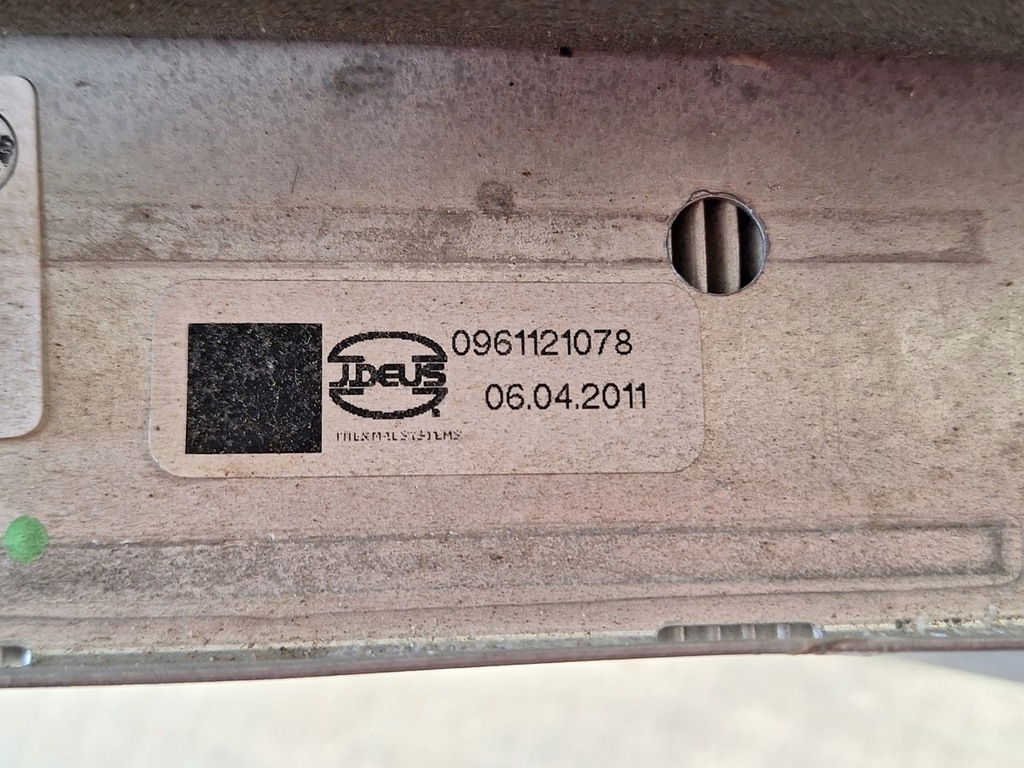 0961121078
J.DEUS
06.04.2011
THERMAL SYSTEMS